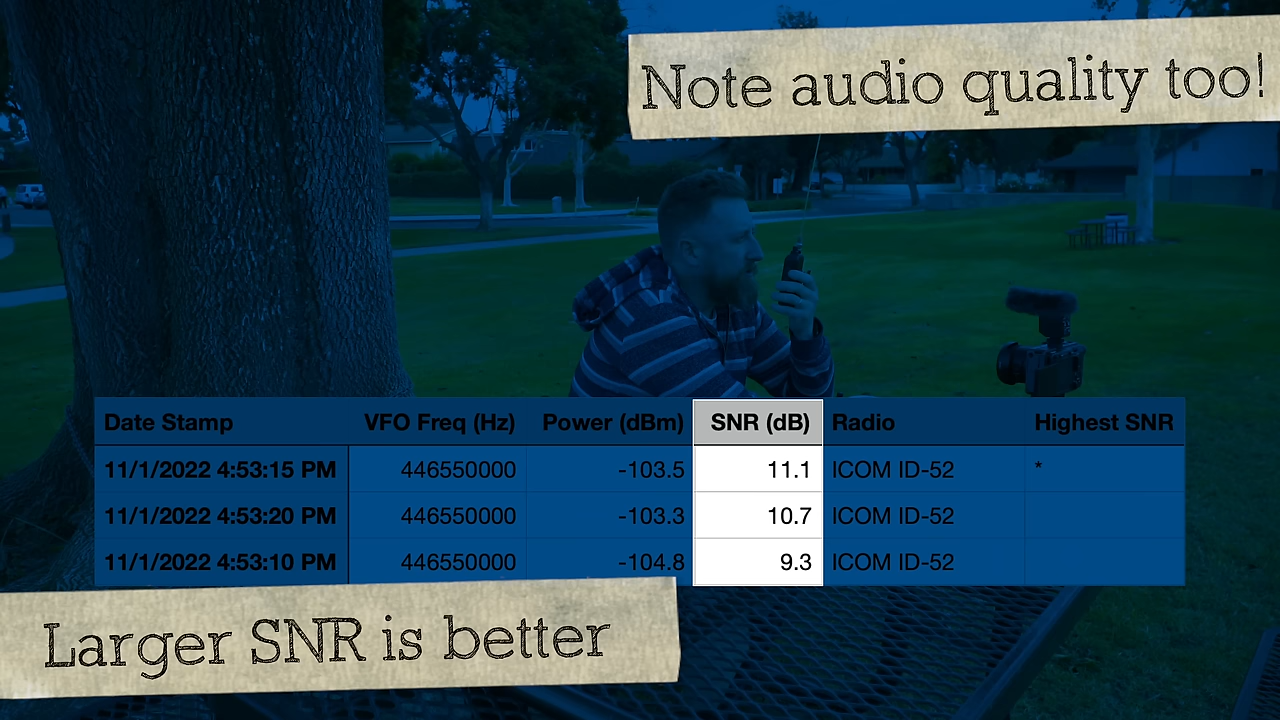 Note audio quality too!
Date Stamp VFO Freq (Hz) Power (dBm) SNR (dB) Radio Highest SNR
11/1/2022 4:53:15 PM 446550000 -103.5 11.1 ICOM ID-52 *
11/1/2022 4:53:20 PM 446550000 -103.3 10.7 ICOM ID-52
11/1/2022 4:53:10 PM 446550000 -104.8 9.3 ICOM ID-52
Larger SNR is better